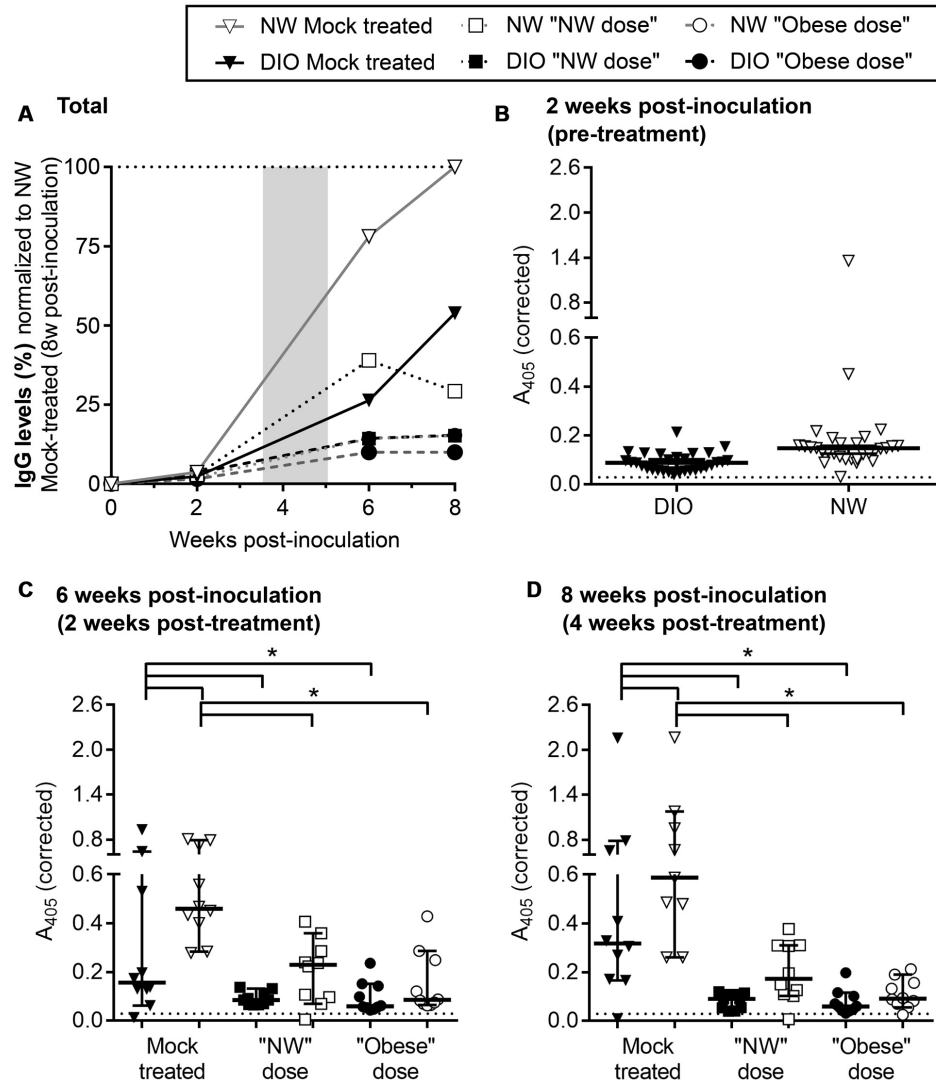 NW Mock treated NW "NW dose" NW "Obese dose"
DIO Mock treated DIO "NW dose" DIO "Obese dose"
A Total
IgG levels (%) normalized to NW
Mock-treated (8w post-inoculation)
100
75
50
25
0
0 2 4 6 8
Weeks post-inoculation
B 2 weeks post-inoculation
(pre-treatment)
A405 (corrected)
2.6
2.0
1.4
0.8
0.6
0.4
0.2
0.0
DIO NW
C 6 weeks post-inoculation
(2 weeks post-treatment)
*
*
A405 (corrected)
2.6
2.0
1.4
0.8
0.6
0.4
0.2
0.0
Mock "NW" "Obese"
treated dose dose
D 8 weeks post-inoculation
(4 weeks post-treatment)
*
*
A405 (corrected)
2.6
2.0
1.4
0.8
0.6
0.4
0.2
0.0
Mock "NW" "Obese"
treated dose dose